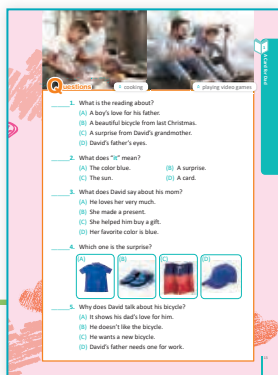 Questions
cooking
playing video games
A Card for Dad
1. What is the reading about?
(A) A boy's love for his father.
(B) A beautiful bicycle from last Christmas.
(C) A surprise from David's grandmother.
(D) David's father's eyes.
2. What does "it" mean?
(A) The color blue. (B) A surprise.
(C) The sun. (D) A card.
3. What does David say about his mom?
(A) He loves her very much.
(B) She made a present.
(C) She helped him buy a gift.
(D) Her favorite color is blue.
4. Which one is the surprise?
(A) (B) (C) (D)
5. Why does David talk about his bicycle?
(A) It shows his dad's love for him.
(B) He doesn't like the bicycle.
(C) He wants a new bicycle.
(D) David's father needs one for work.